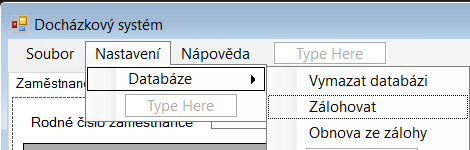 Docházkový systém
Soubor Nastavení Nápověda Type Here
Zaměstnanc
Databáze
Vymazat databázi
Type Here
Zálohovat
Rodné číslo zaměstnance
Obnova ze zálohy